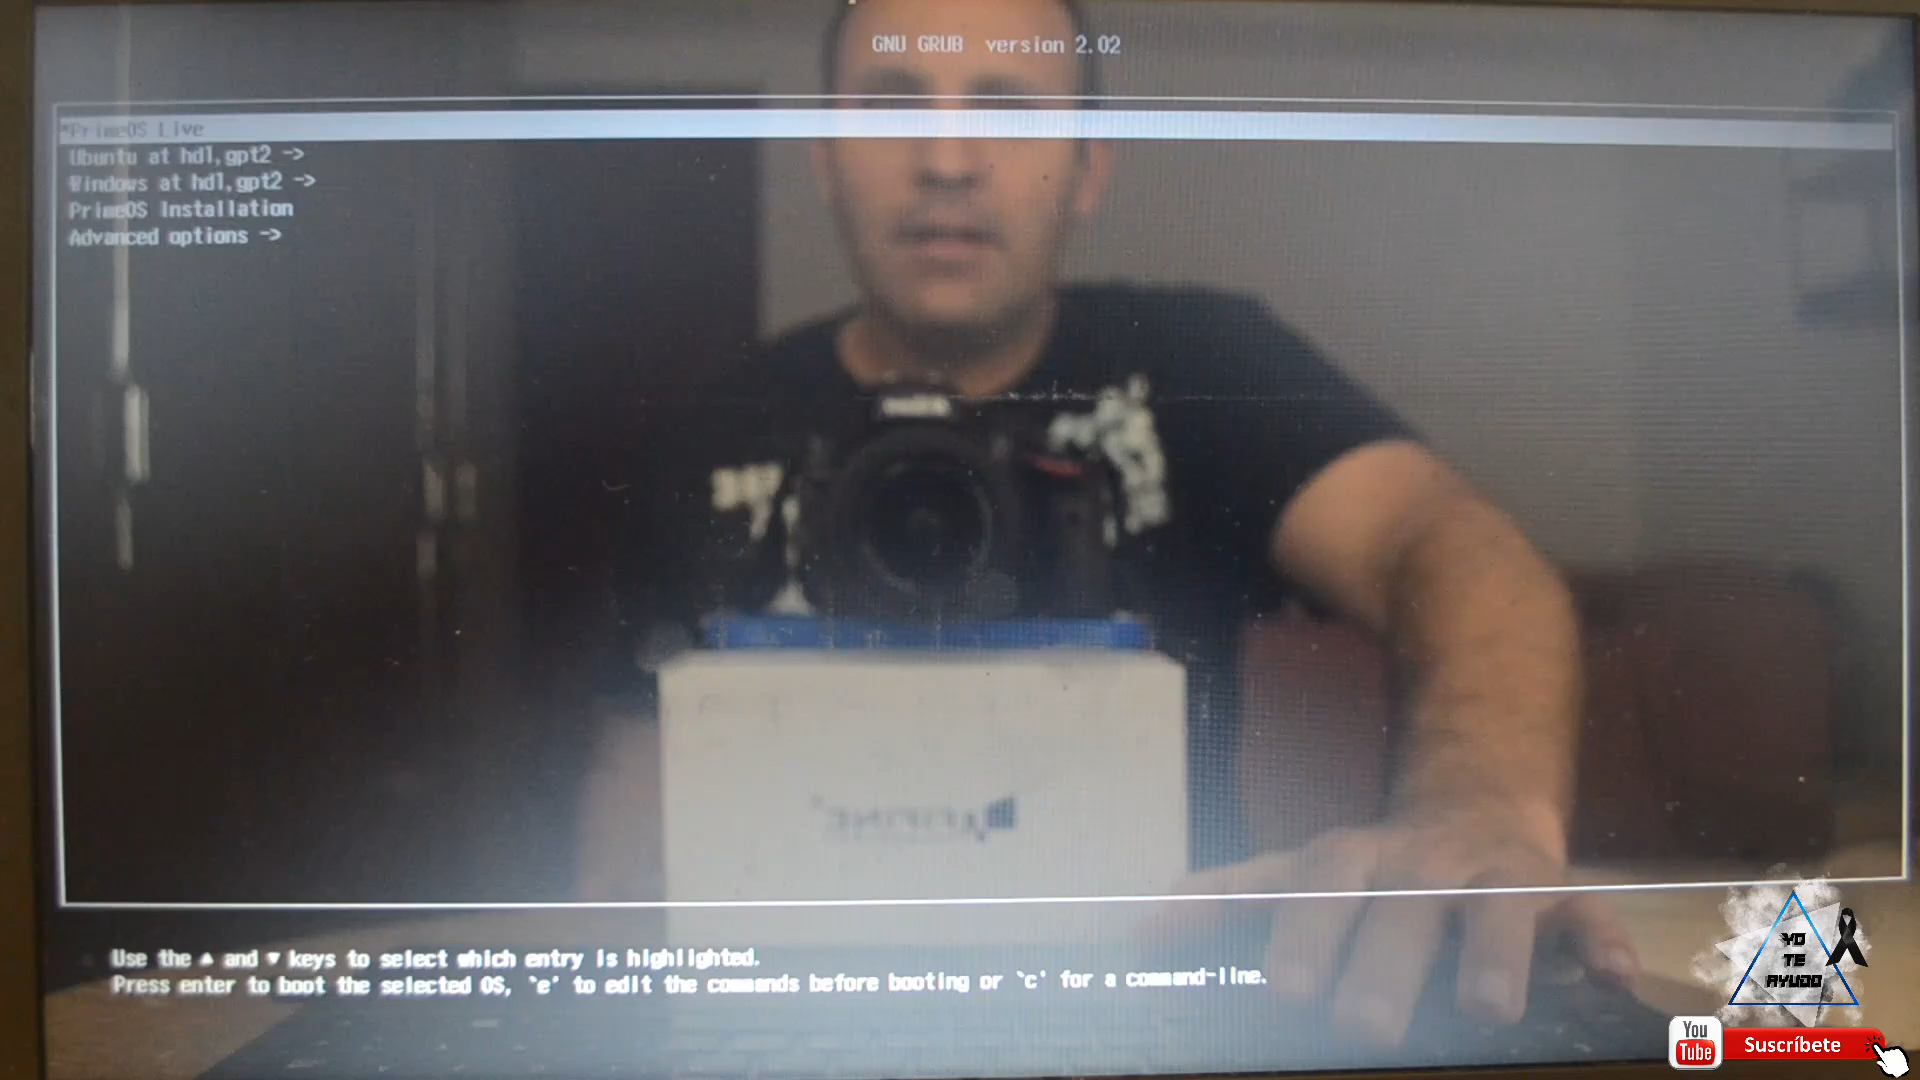 GNU GRUB version 2.02
*PrimeOS Live
Ubuntu at hd1,gpt2 ->
Windows at hd1,gpt2 ->
PrimeOS Installation
Advanced options ->
Use the ▲ and ▼ keys to select which entry is highlighted.
Press enter to boot the selected OS, `e' to edit the commands before booting or `c' for a command-line.
YO
TE
AYUDO
You
Tube
Suscríbete